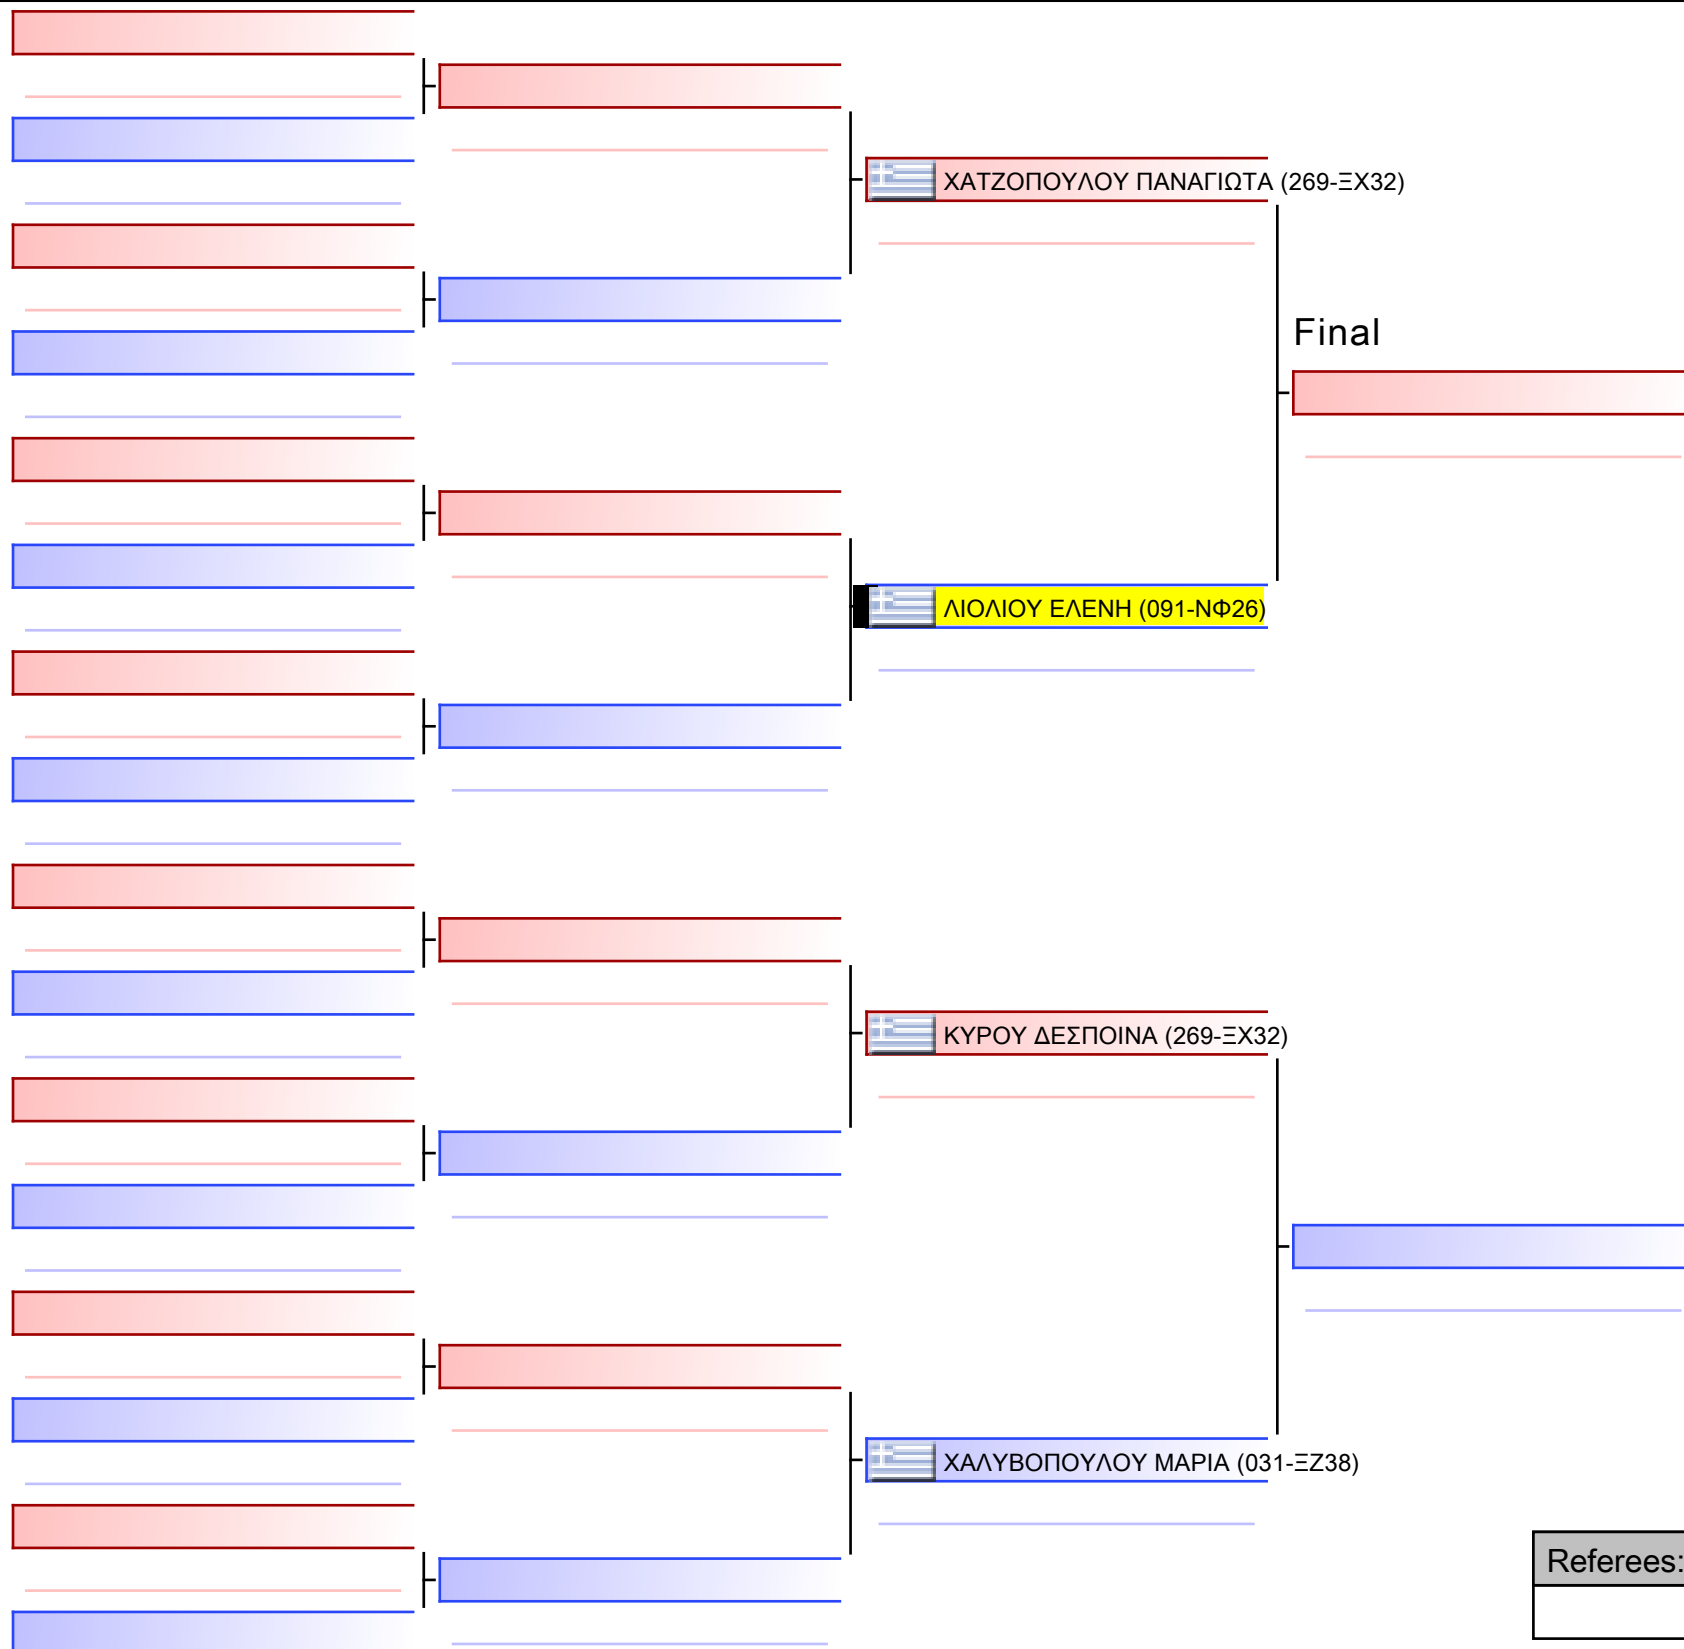 ΧΑΤΖΟΠΟΥΛΟΥ ΠΑΝΑΓΙΩΤΑ (269-ΞΧ32)
Final
ΛΙΟΛΙΟΥ ΕΛΕΝΗ (091-ΝΦ26)
ΚΥΡΟΥ ΔΕΣΠΟΙΝΑ (269-ΞΧ32)
ΧΑΛΥΒΟΠΟΥΛΟΥ ΜΑΡΙΑ (031-ΞΖ38)
Referees: